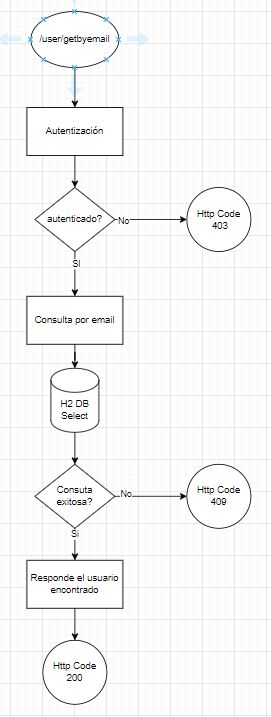 /user/getbyemail
Autentización
autenticado?
No
Http Code
403
SI
Consulta por email
H2 DB
Select
Consuta
exitosa?
No
Http Code
409
Si
Responde el usuario
encontrado
Http Code
200